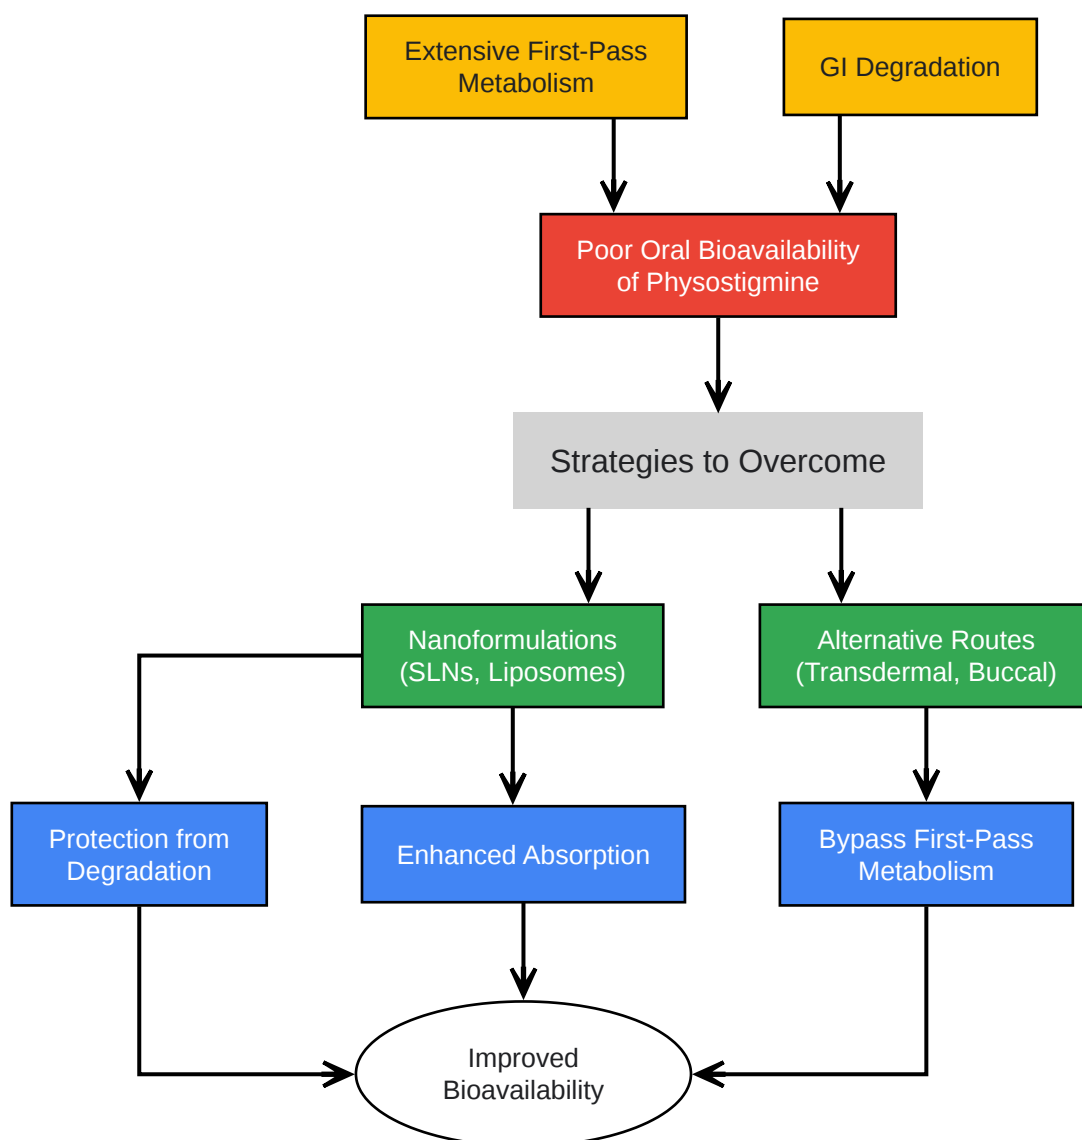 Extensive First-Pass
Metabolism
GI Degradation
Poor Oral Bioavailability
of Physostigmine
Strategies to Overcome
Nanoformulations
(SLNs, Liposomes)
Alternative Routes
(Transdermal, Buccal)
Protection from
Degradation
Enhanced Absorption
Bypass First-Pass
Metabolism
Improved
Bioavailability